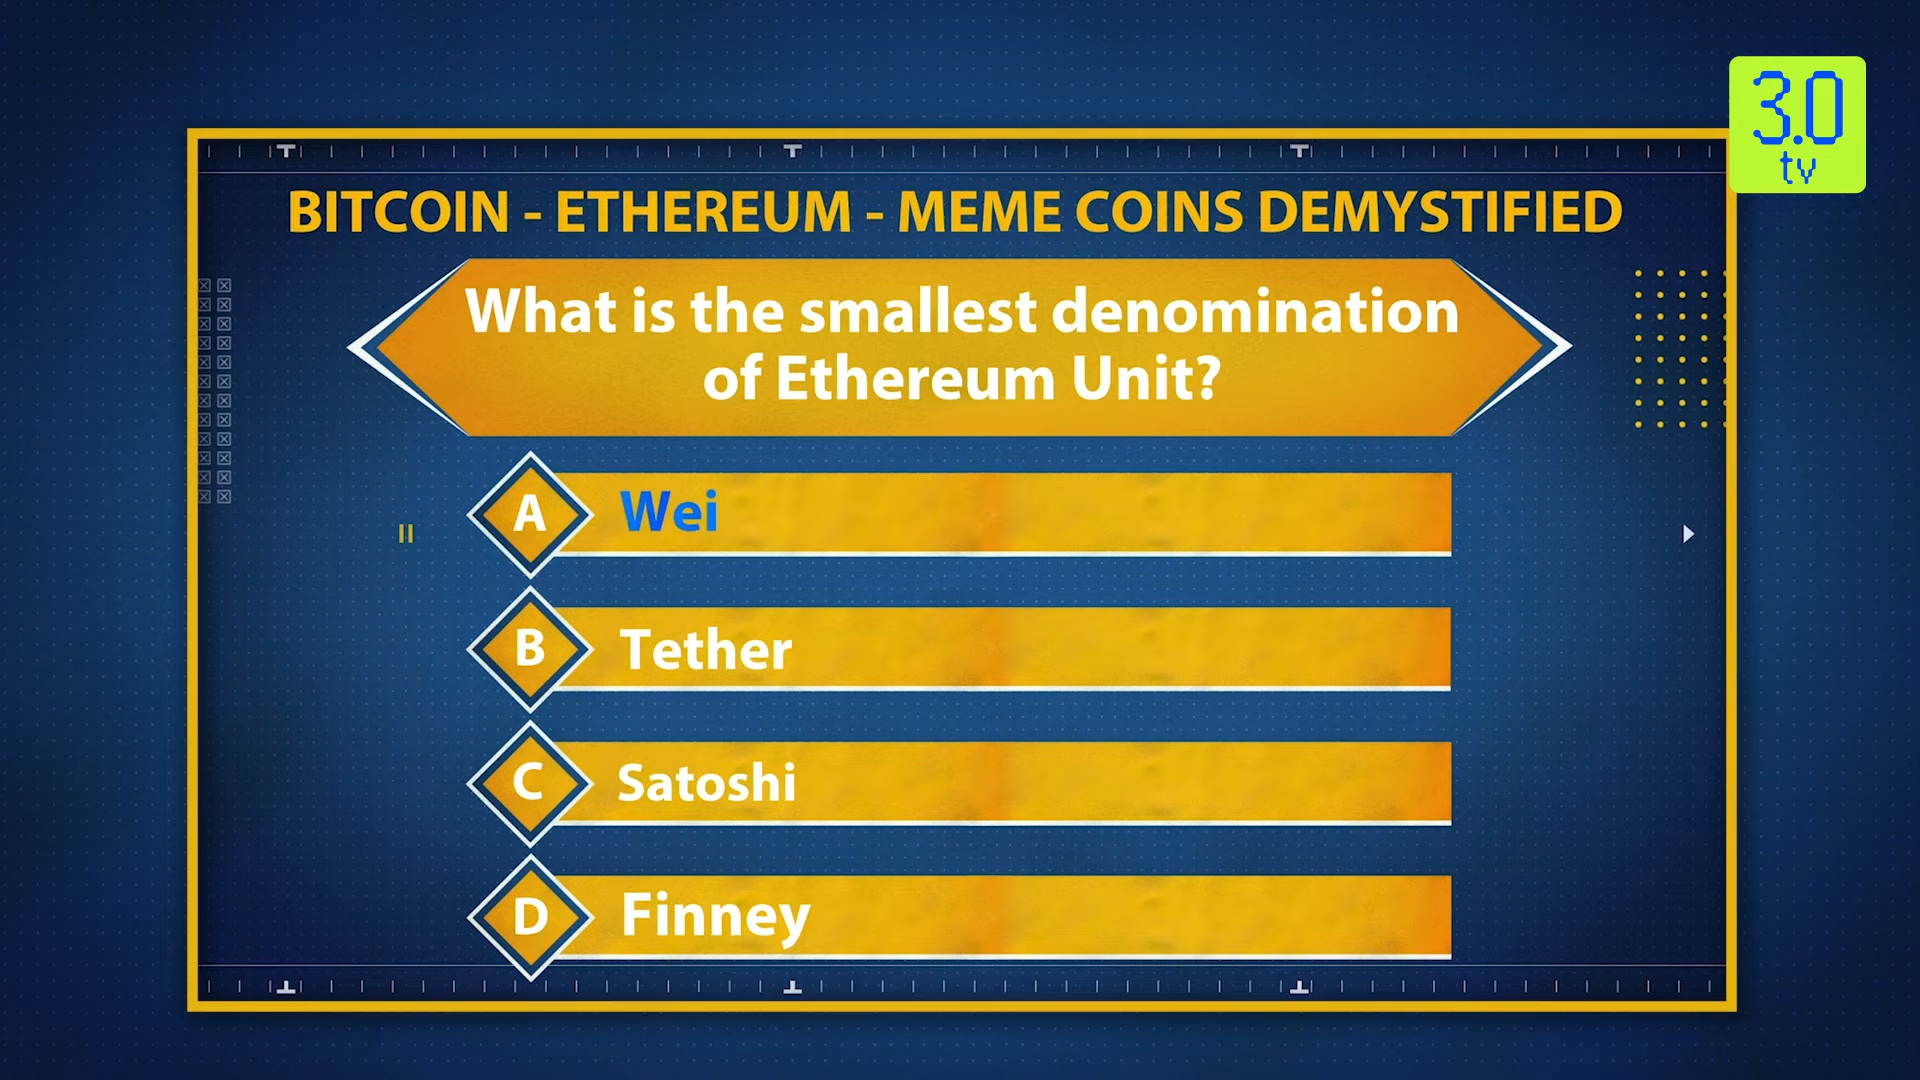 3.0
tv
BITCOIN - ETHEREUM - MEME COINS DEMYSTIFIED
What is the smallest denomination
of Ethereum Unit?
A Wei
B Tether
C Satoshi
D Finney